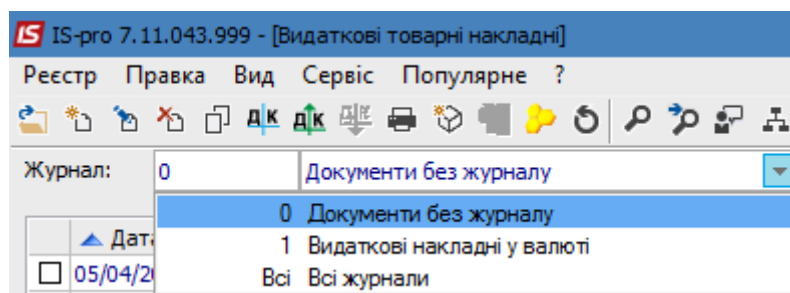 IS IS-pro 7.11.043.999 - [Видаткові товарні накладні]
Реєстр Правка Вид Сервіс Популярне ?
Д К Д К Д К
Журнал: 0 Документи без журналу
0 Документи без журналу
1 Видаткові накладні у валюті
Всі Всі журнали